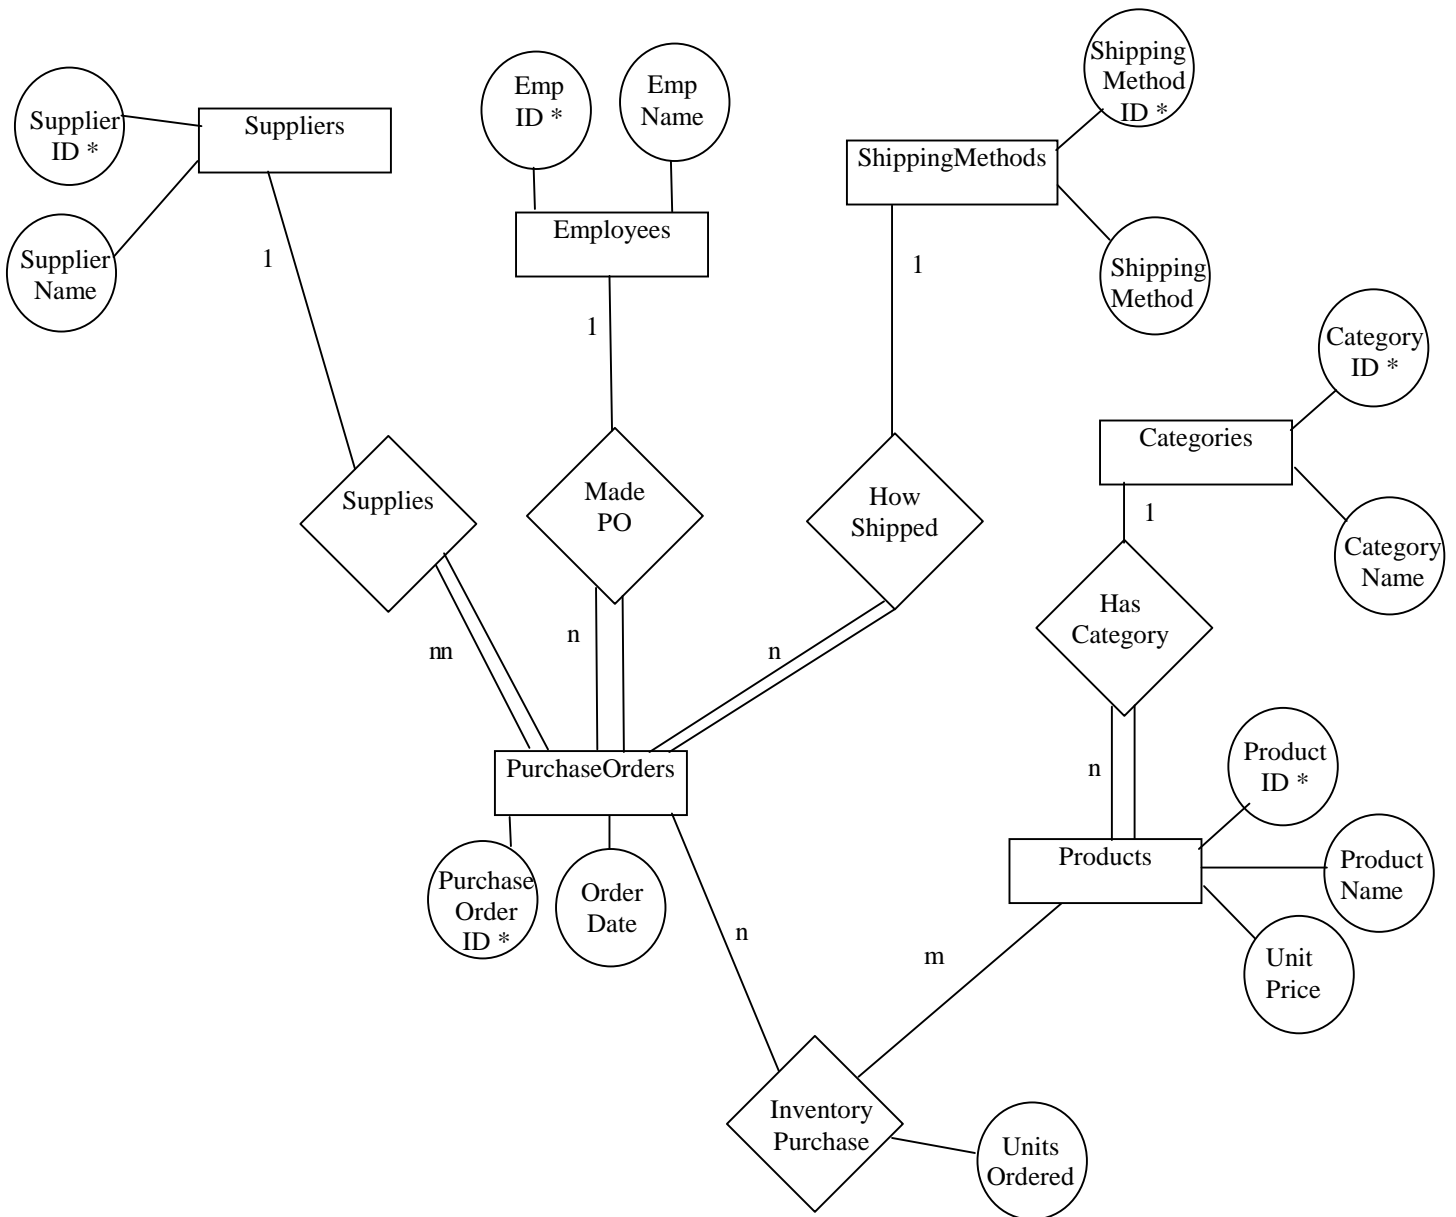 Supplier
ID *
Suppliers
Supplier
Name
1
Emp
ID *
Emp
Name
Employees
1
Shipping
Method
ID *
ShippingMethods
Shipping
Method
1
Category
ID *
Categories
Category
Name
1
Supplies
Made
PO
How
Shipped
Has
Category
nn
n
n
n
PurchaseOrders
Purchase
Order
ID *
Order
Date
Product
ID *
Products
Product
Name
Unit
Price
n
m
Inventory
Purchase
Units
Ordered